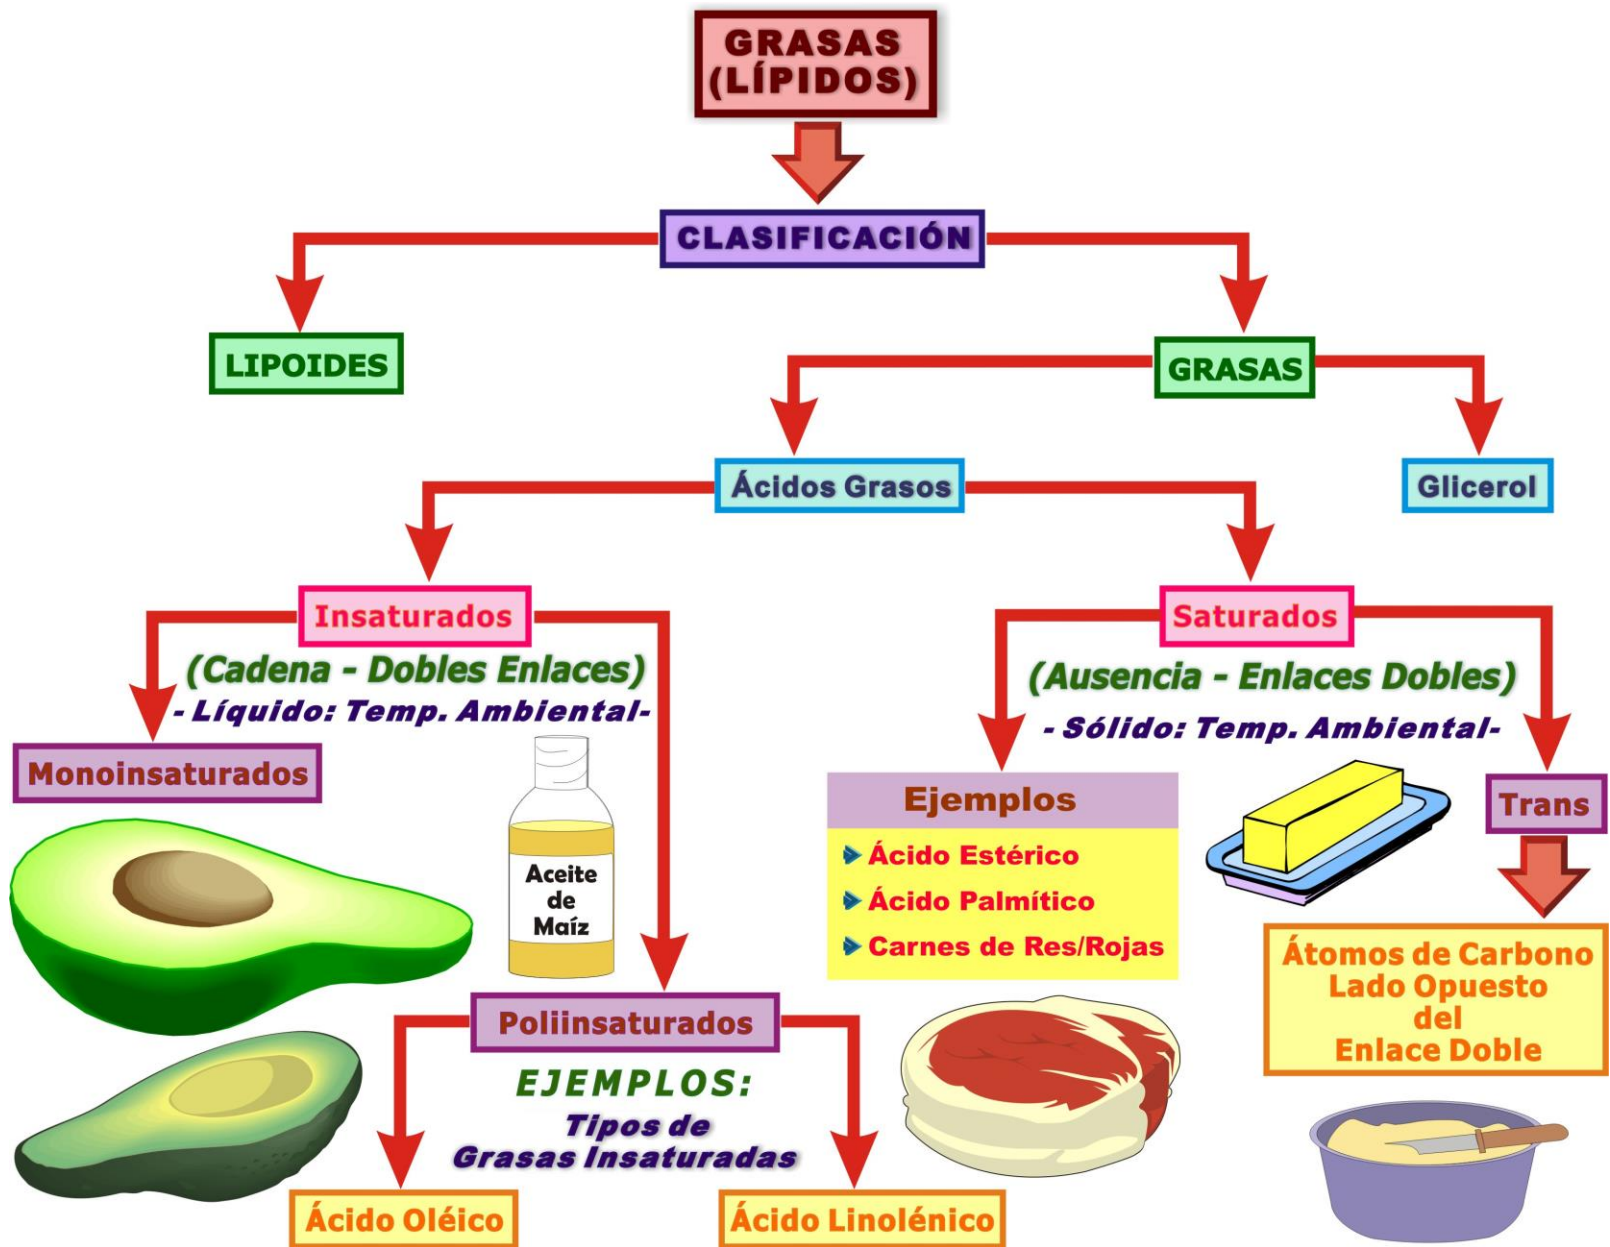 GRASAS
(LÍPIDOS)
CLASIFICACIÓN
LIPOIDES
GRASAS
Ácidos Grasos
Glicerol
Insaturados
(Cadena - Dobles Enlaces)
- Líquido: Temp. Ambiental-
Saturados
(Ausencia - Enlaces Dobles)
- Sólido: Temp. Ambiental-
Monoinsaturados
Aceite
de
Maíz
Ejemplos
Ácido Estérico
Ácido Palmítico
Carnes de Res/Rojas
Trans
Átomos de Carbono
Lado Opuesto
del
Enlace Doble
Poliinsaturados
EJEMPLOS:
Tipos de
Grasas Insaturadas
Ácido Oléico
Ácido Linolénico